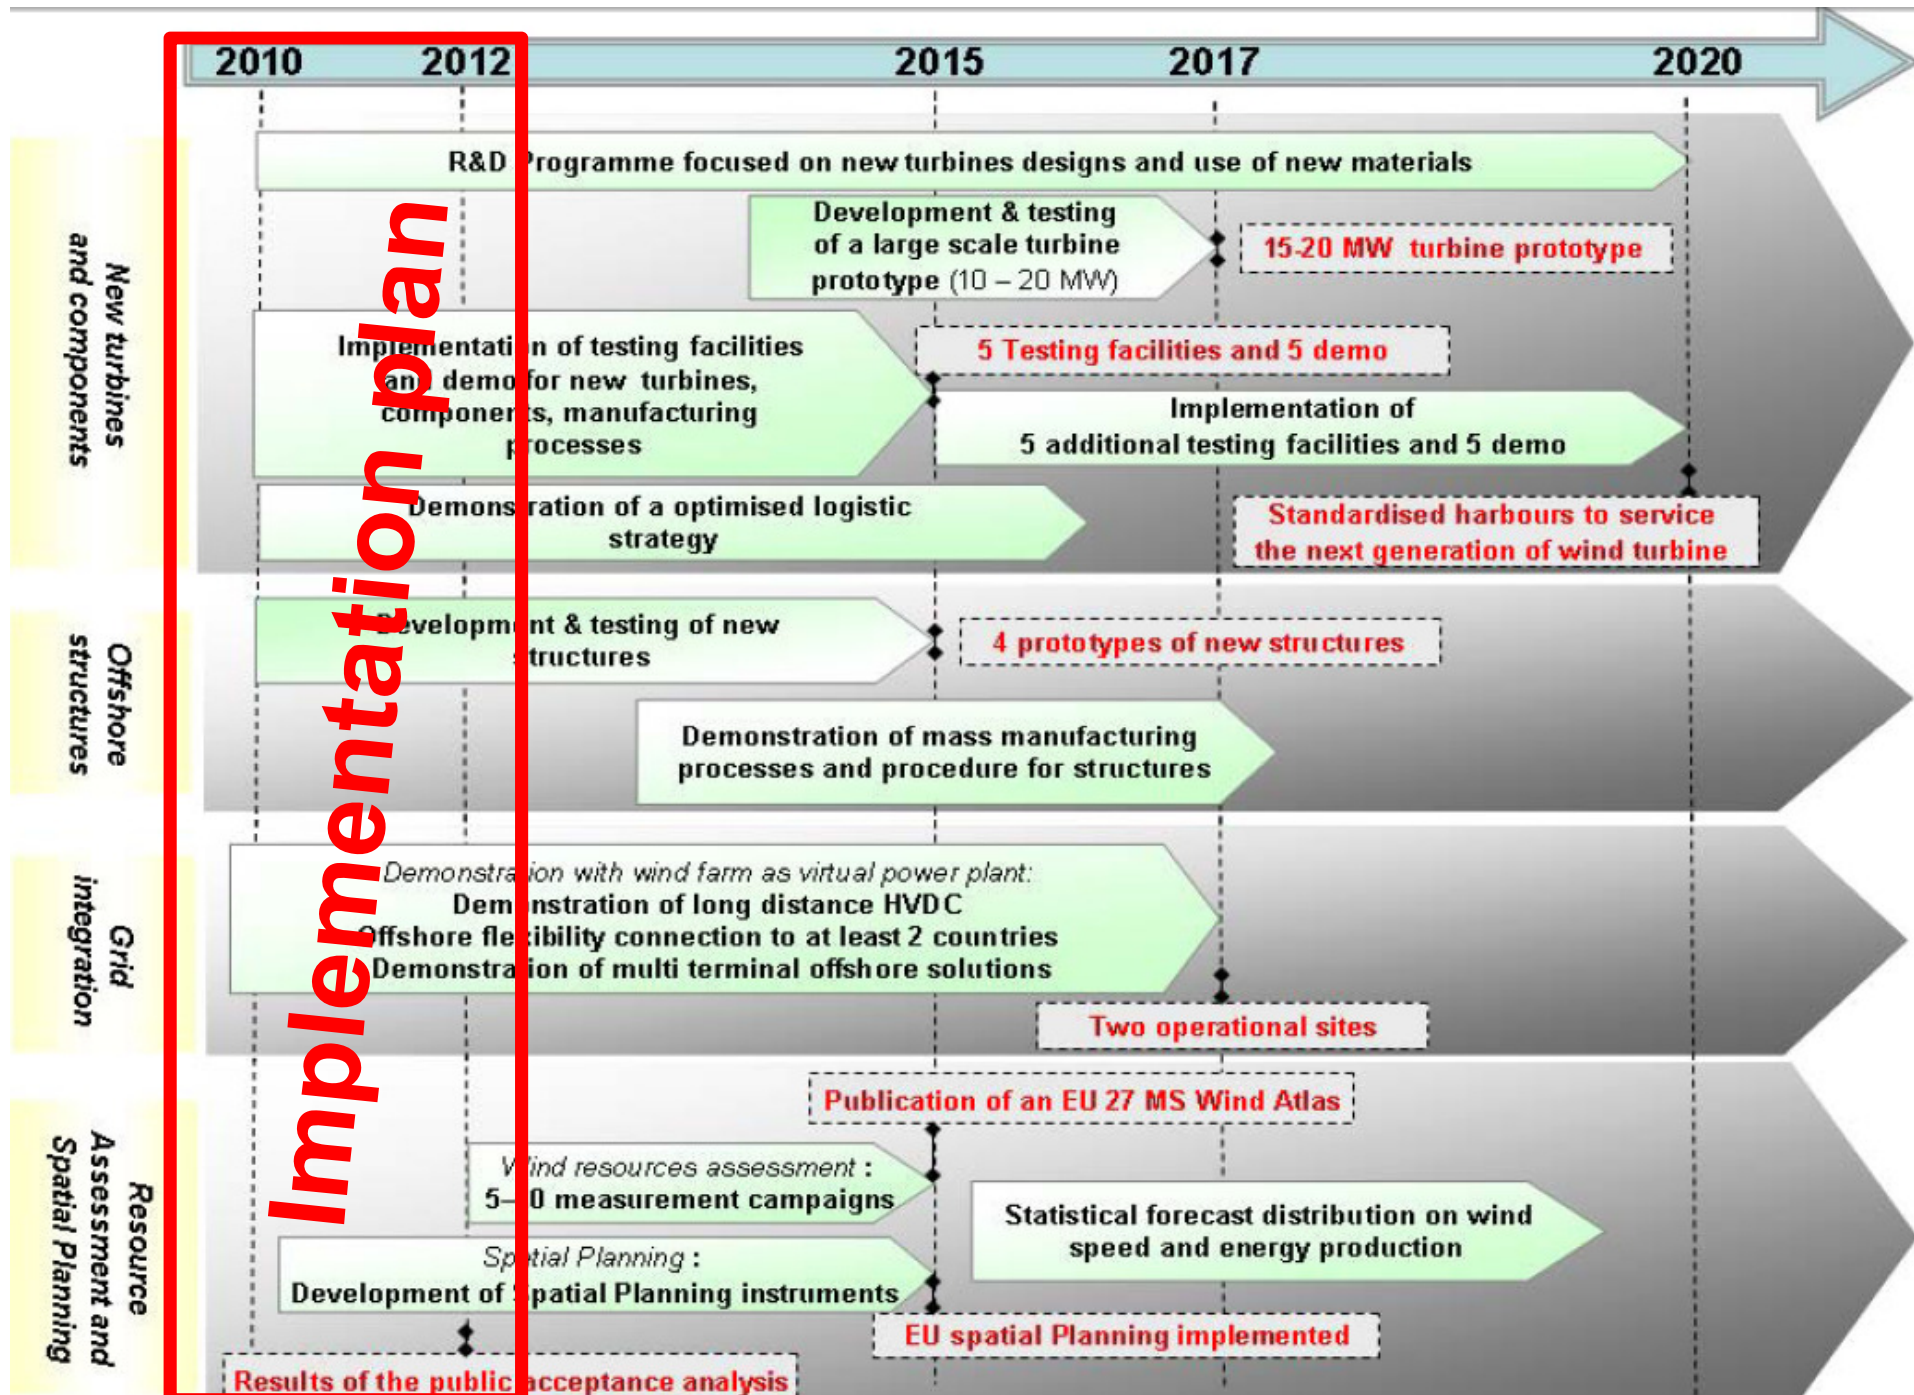 2010 2012 2015 2017 2020
Implementation plan
New turbines
and components
R&D Programme focused on new turbines designs and use of new materials
Development & testing
of a large scale turbine
prototype (10 – 20 MW)
15-20 MW turbine prototype
Implementation of testing facilities
and demo for new turbines,
components, manufacturing
processes
5 Testing facilities and 5 demo
Implementation of
5 additional testing facilities and 5 demo
Demonstration of a optimised logistic
strategy
Standardised harbours to service
the next generation of wind turbine
Offshore
structures
Development & testing of new
structures
4 prototypes of new structures
Demonstration of mass manufacturing
processes and procedure for structures
Grid
integration
Demonstration with wind farm as virtual power plant:
Demonstration of long distance HVDC
Offshore flexibility connection to at least 2 countries
Demonstration of multi terminal offshore solutions
Two operational sites
Resource
Assessment and
Spatial Planning
Publication of an EU 27 MS Wind Atlas
Wind resources assessment :
measurement campaigns
Statistical forecast distribution on wind
speed and energy production
Spatial Planning :
Development of Spatial Planning instruments
EU spatial Planning implemented
Results of the public acceptance analysis